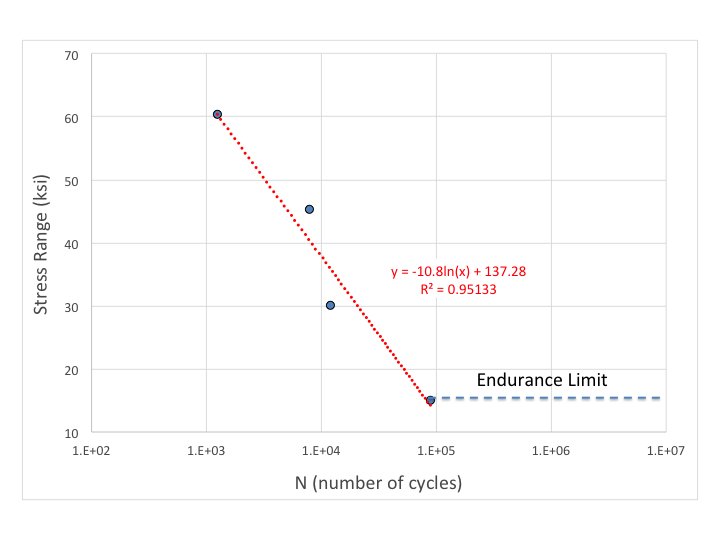 70
60
50
40
30
20
10
Stress Range (ksi)
y = -10.8ln(x) + 137.28
R² = 0.95133
Endurance Limit
1.E+02 1.E+03 1.E+04 1.E+05 1.E+06 1.E+07
N (number of cycles)